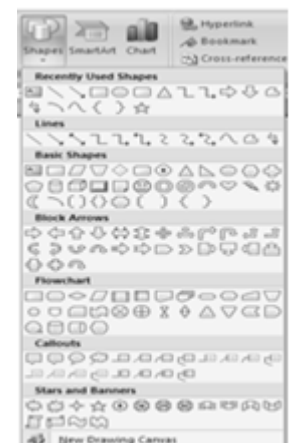 Hyperlink
Bookmark
Cross-reference
Shapes SmartArt Chart
Recently Used Shapes
Lines
Basic Shapes
Block Arrows
Flowchart
Callouts
Stars and Banners
New Drawing Canvas